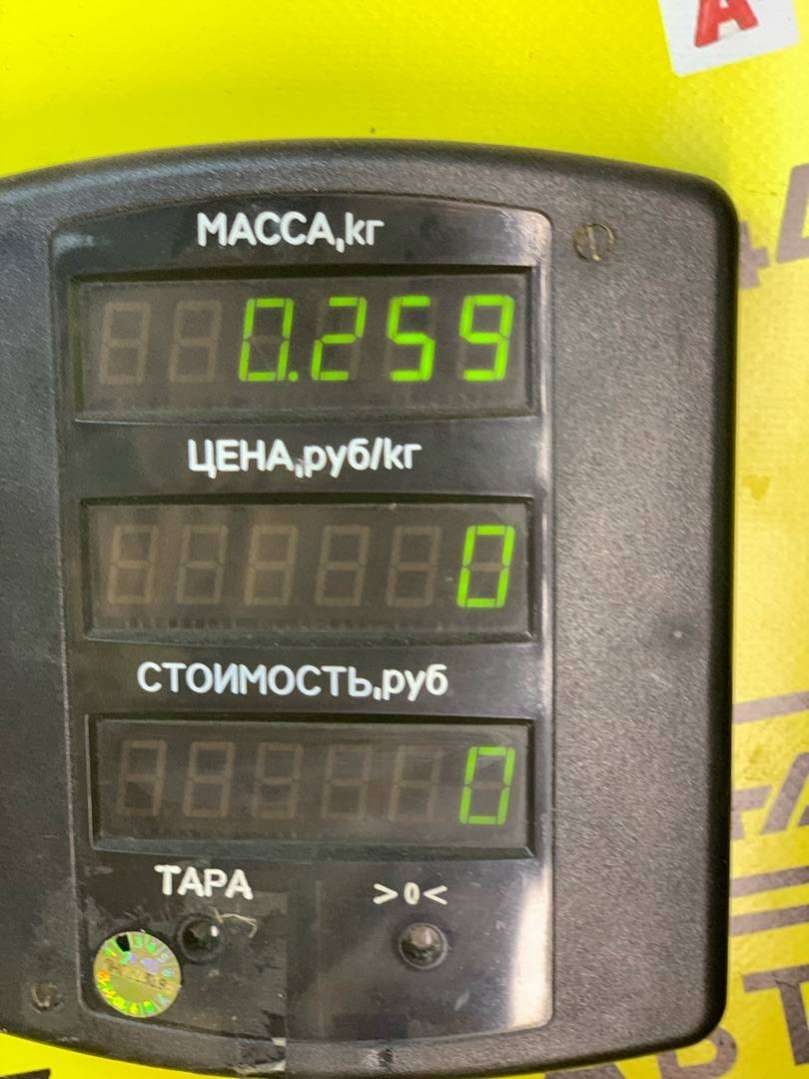 А
МАССА,кг
0.259
ЦЕНА,руб/кг
0
СТОИМОСТЬ,руб
0
ТАРА
>0<